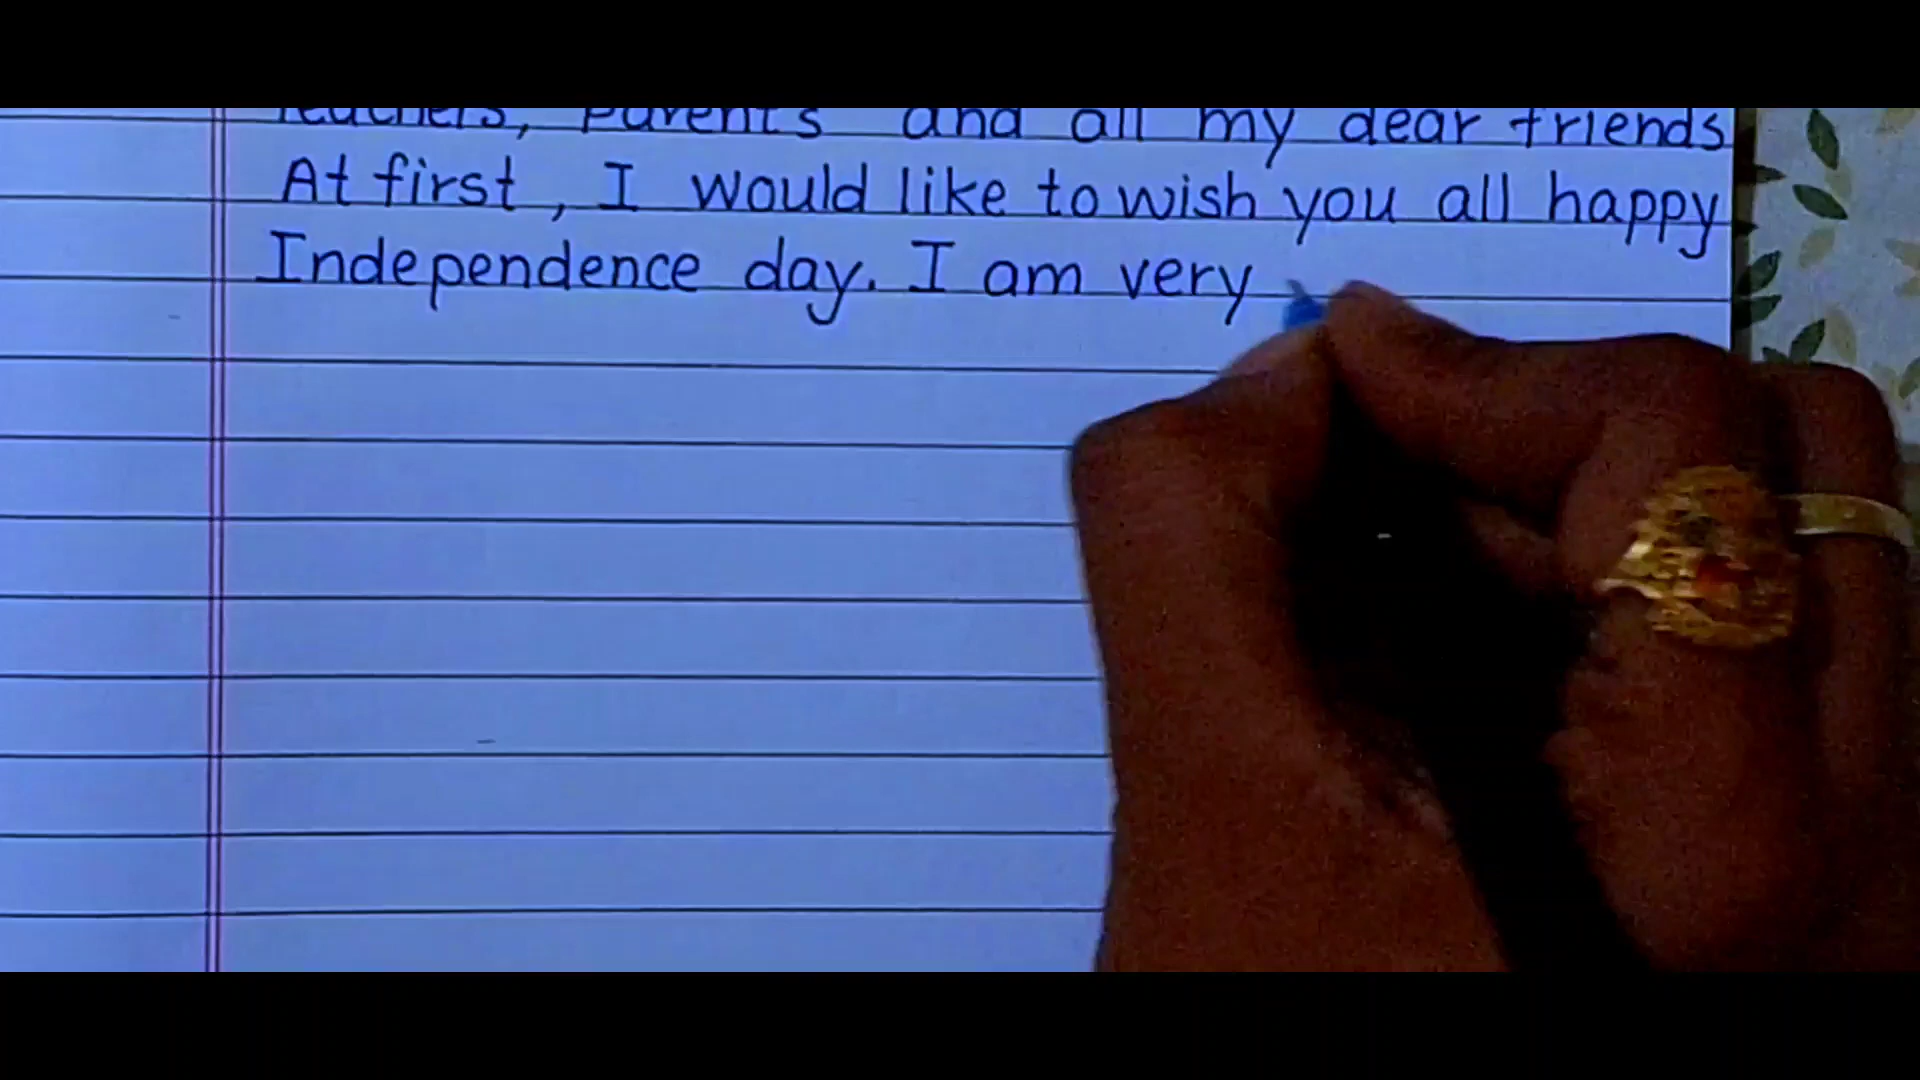 Teachers, Parents and all my dear friends
At first, I would like to wish you all happy
Independence day. I am very